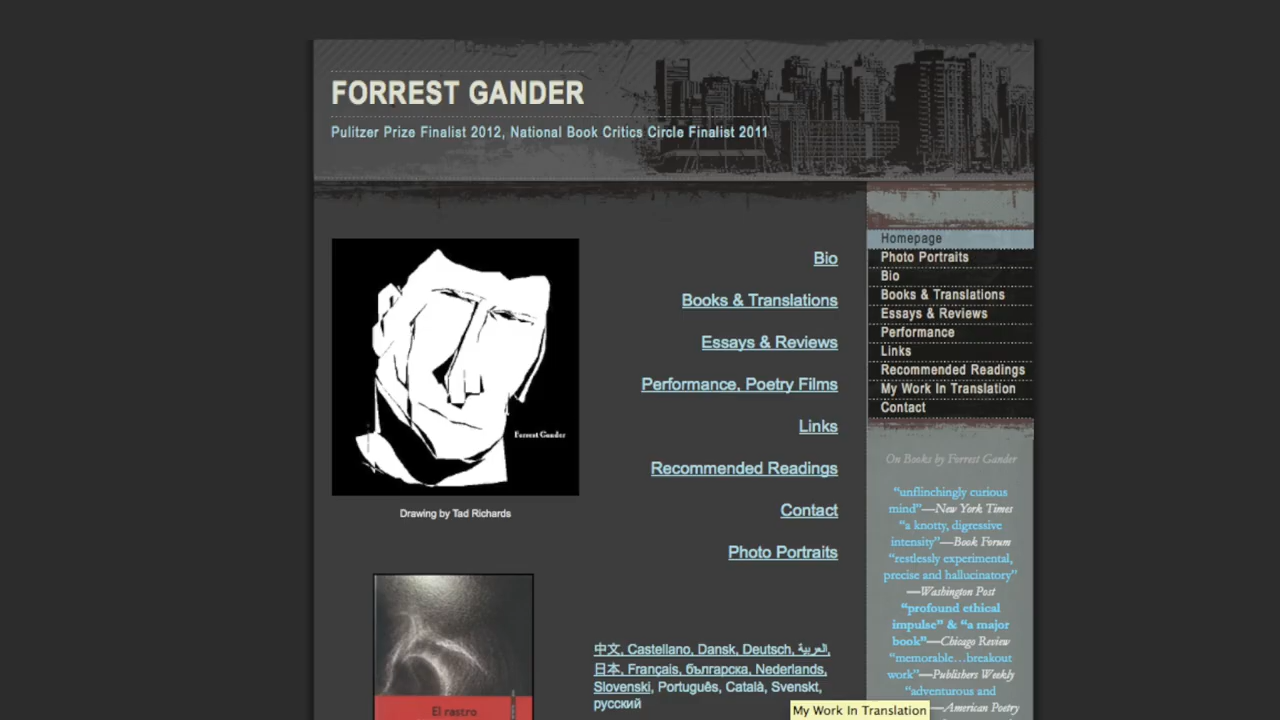 FORREST GANDER
Pulitzer Prize Finalist 2012, National Book Critics Circle Finalist 2011
Forrest Gander
Drawing by Tad Richards
El rastro
Bio
Books & Translations
Essays & Reviews
Performance, Poetry Films
Links
Recommended Readings
Contact
Photo Portraits
中文, Castellano, Dansk, Deutsch, العربية,
日本, Français, българска, Nederlands,
Slovenski, Português, Català, Svenskt,
русский
Homepage
Photo Portraits
Bio
Books & Translations
Essays & Reviews
Performance
Links
Recommended Readings
My Work In Translation
Contact
On Books by Forrest Gander
“unflinchingly curious
mind”—New York Times
“a knotty, digressive
intensity”—Book Forum
“restlessly experimental,
precise and hallucinatory”
—Washington Post
“profound ethical
impulse” & “a major
book”—Chicago Review
“memorable…breakout
work”—Publishers Weekly
“adventurous and
—American Poetry
My Work In Translation